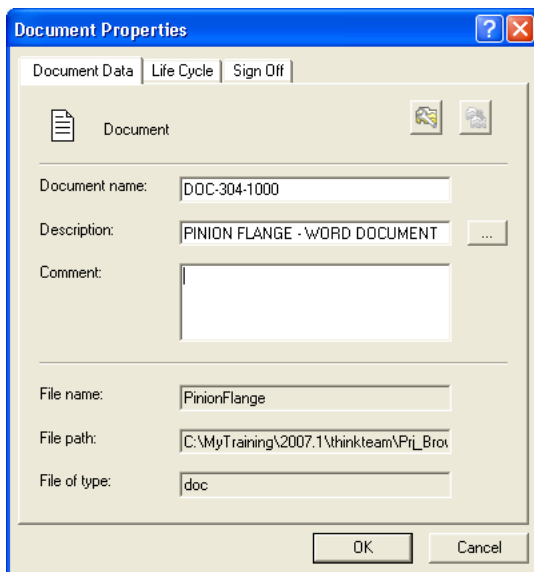 Document Properties
Document Data Life Cycle Sign Off
Document
Document name: DOC-304-1000
Description: PINION FLANGE - WORD DOCUMENT ...
Comment:
File name: PinionFlange
File path: C:\MyTraining\2007.1\thinkteam\Prj_Brov
File of type: doc
OK Cancel